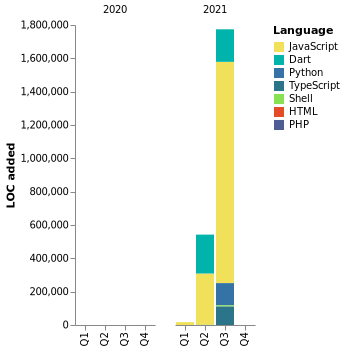 2020
2021
LOC added
1,800,000
1,600,000
1,400,000
1,200,000
1,000,000
800,000
600,000
400,000
200,000
0
Q1
Q2
Q3
Q4
Q1
Q2
Q3
Q4
Language
JavaScript
Dart
Python
TypeScript
Shell
HTML
PHP